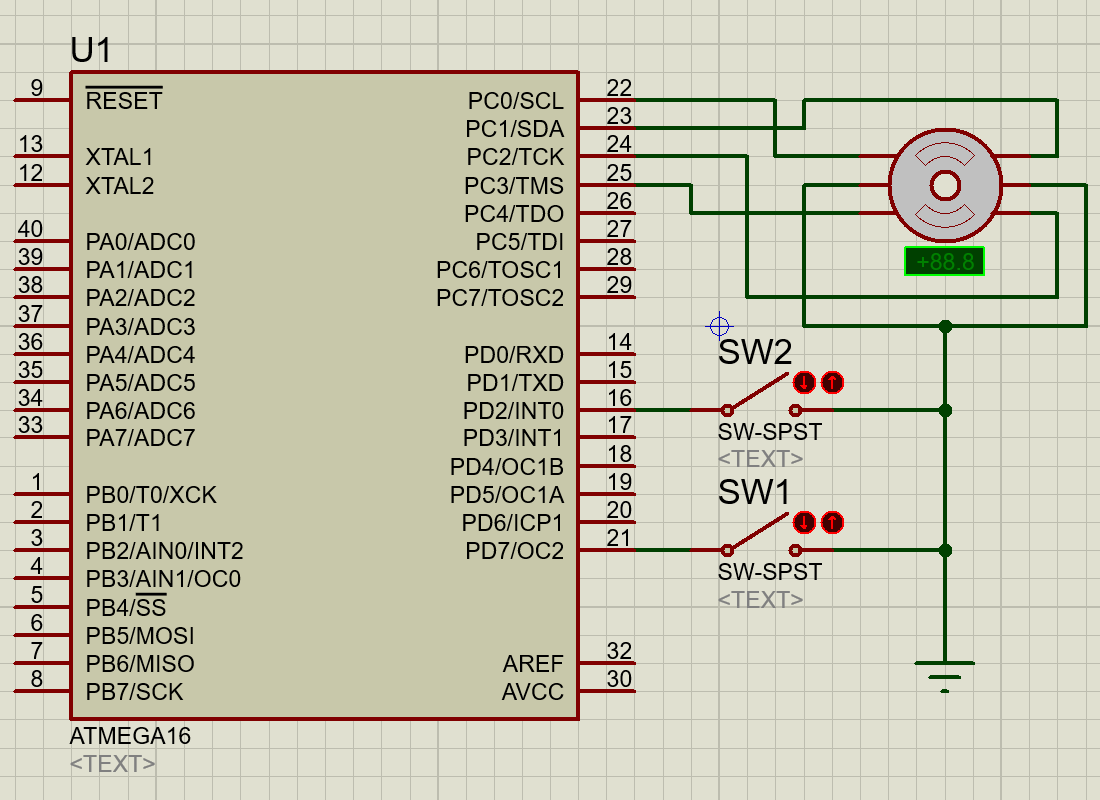 U1
9 RESET PC0/SCL 22
PC1/SDA 23
13 XTAL1 PC2/TCK 24
12 XTAL2 PC3/TMS 25
PC4/TDO 26
40 PA0/ADC0 PC5/TDI 27
39 PA1/ADC1 PC6/TOSC1 28
38 PA2/ADC2 PC7/TOSC2 29
37 PA3/ADC3
36 PA4/ADC4 PD0/RXD 14
35 PA5/ADC5 PD1/TXD 15
34 PA6/ADC6 PD2/INT0 16
33 PA7/ADC7 PD3/INT1 17
PD4/OC1B 18
1 PB0/T0/XCK PD5/OC1A 19
2 PB1/T1 PD6/ICP1 20
3 PB2/AIN0/INT2 PD7/OC2 21
4 PB3/AIN1/OC0
5 PB4/SS
6 PB5/MOSI
7 PB6/MISO AREF 32
8 PB7/SCK AVCC 30
ATMEGA16
<TEXT>
+88.8
SW2
SW-SPST
<TEXT>
SW1
SW-SPST
<TEXT>